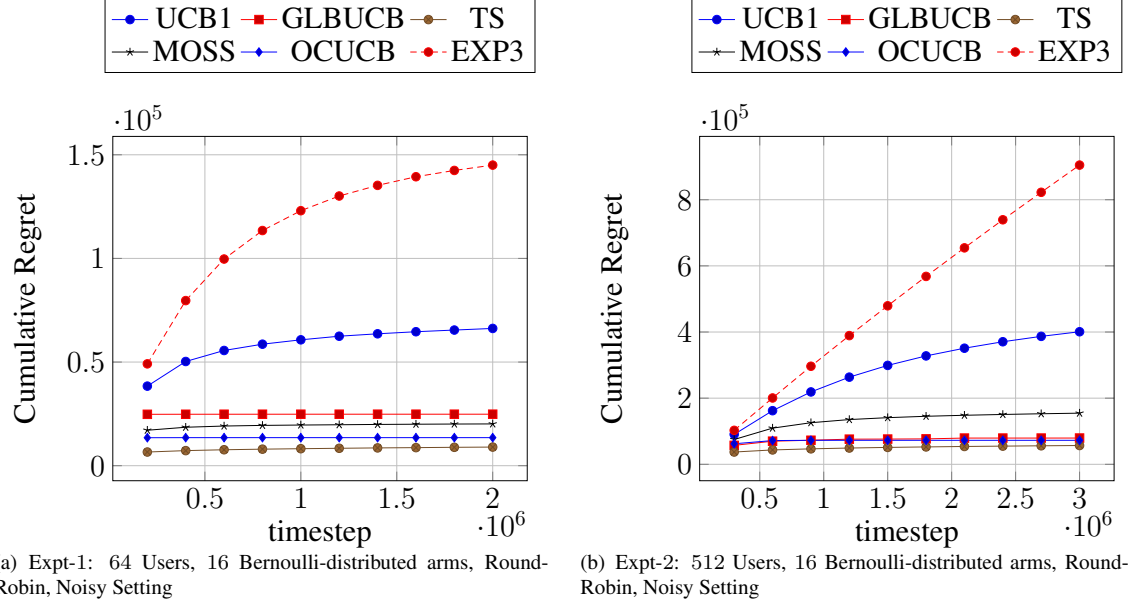 UCB1 GLBUCB TS
MOSS OCUCB EXP3
·10^5
1.5
1
0.5
0
Cumulative Regret
0.5 1 1.5 2
·10^6
timestep
a) Expt-1: 64 Users, 16 Bernoulli-distributed arms, Round-
Robin, Noisy Setting
UCB1 GLBUCB TS
MOSS OCUCB EXP3
·10^5
8
6
4
2
0
Cumulative Regret
0.5 1 1.5 2 2.5 3
·10^6
timestep
(b) Expt-2: 512 Users, 16 Bernoulli-distributed arms, Round-
Robin, Noisy Setting